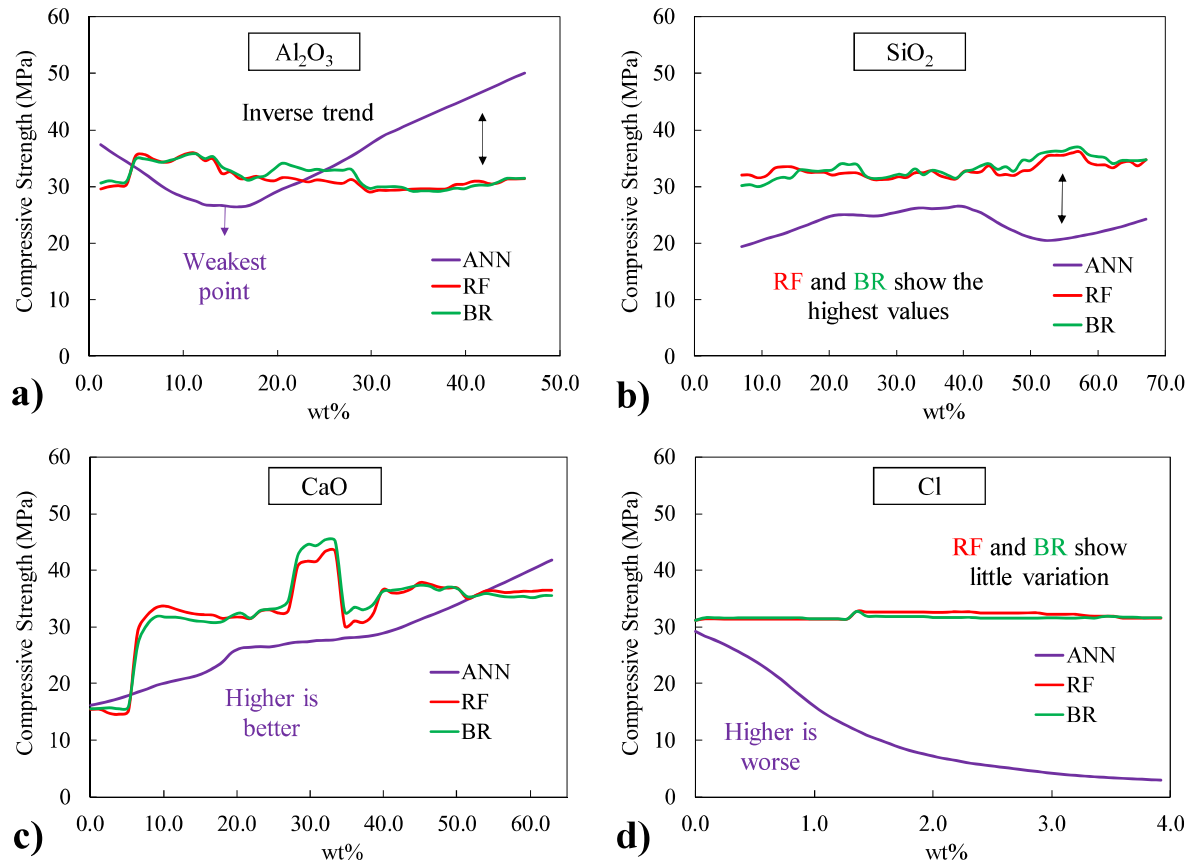 a)
Al₂O₃
Compressive Strength (MPa)
60
50
40
30
20
10
0
Inverse trend
Weakest
point
ANN
RF
BR
0.0 10.0 20.0 30.0 40.0 50.0
wt%
b)
SiO₂
Compressive Strength (MPa)
60
50
40
30
20
10
0
RF and BR show the
highest values
ANN
RF
BR
0.0 10.0 20.0 30.0 40.0 50.0 60.0 70.0
wt%
c)
CaO
Compressive Strength (MPa)
60
50
40
30
20
10
0
Higher is
better
ANN
RF
BR
0.0 10.0 20.0 30.0 40.0 50.0 60.0
wt%
d)
Cl
Compressive Strength (MPa)
60
50
40
30
20
10
0
RF and BR show
little variation
ANN
RF
BR
Higher is
worse
0.0 1.0 2.0 3.0 4.0
wt%